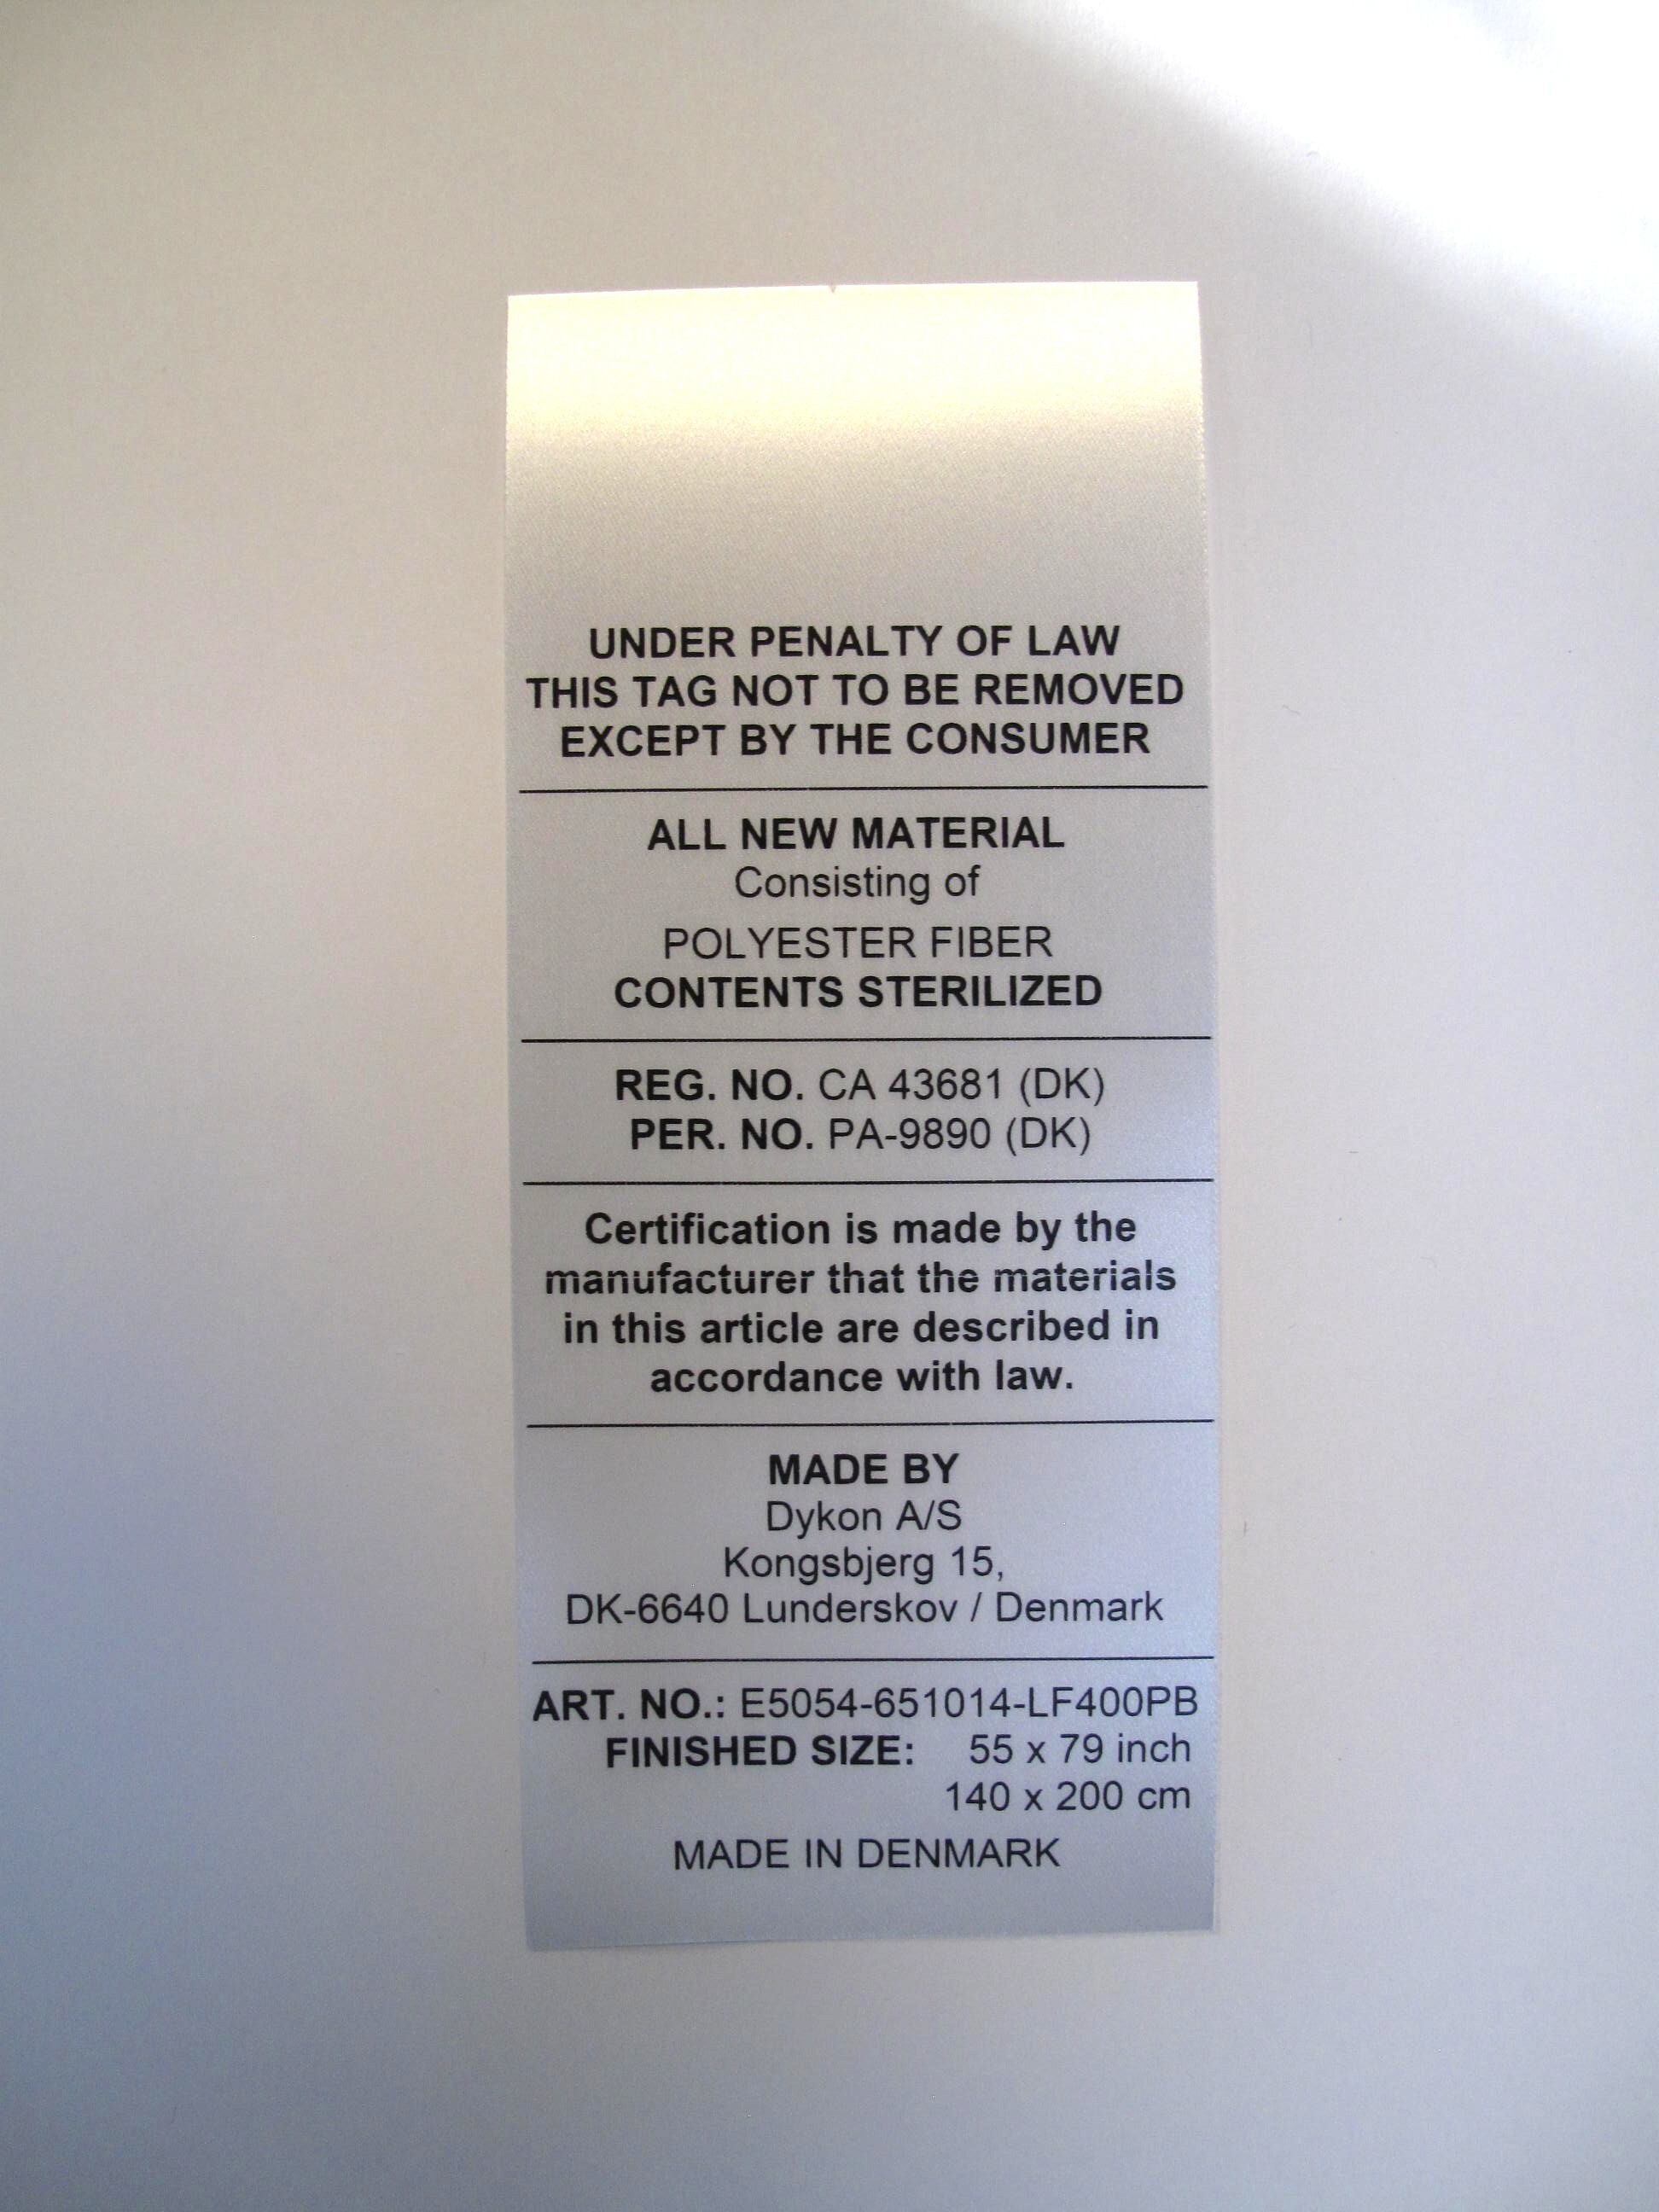 UNDER PENALTY OF LAW
THIS TAG NOT TO BE REMOVED
EXCEPT BY THE CONSUMER
ALL NEW MATERIAL
Consisting of
POLYESTER FIBER
CONTENTS STERILIZED
REG. NO. CA 43681 (DK)
PER. NO. PA-9890 (DK)
Certification is made by the
manufacturer that the materials
in this article are described in
accordance with law.
MADE BY
Dykon A/S
Kongsbjerg 15,
DK-6640 Lunderskov / Denmark
ART. NO.: E5054-651014-LF400PB
FINISHED SIZE: 55 x 79 inch
140 x 200 cm
MADE IN DENMARK